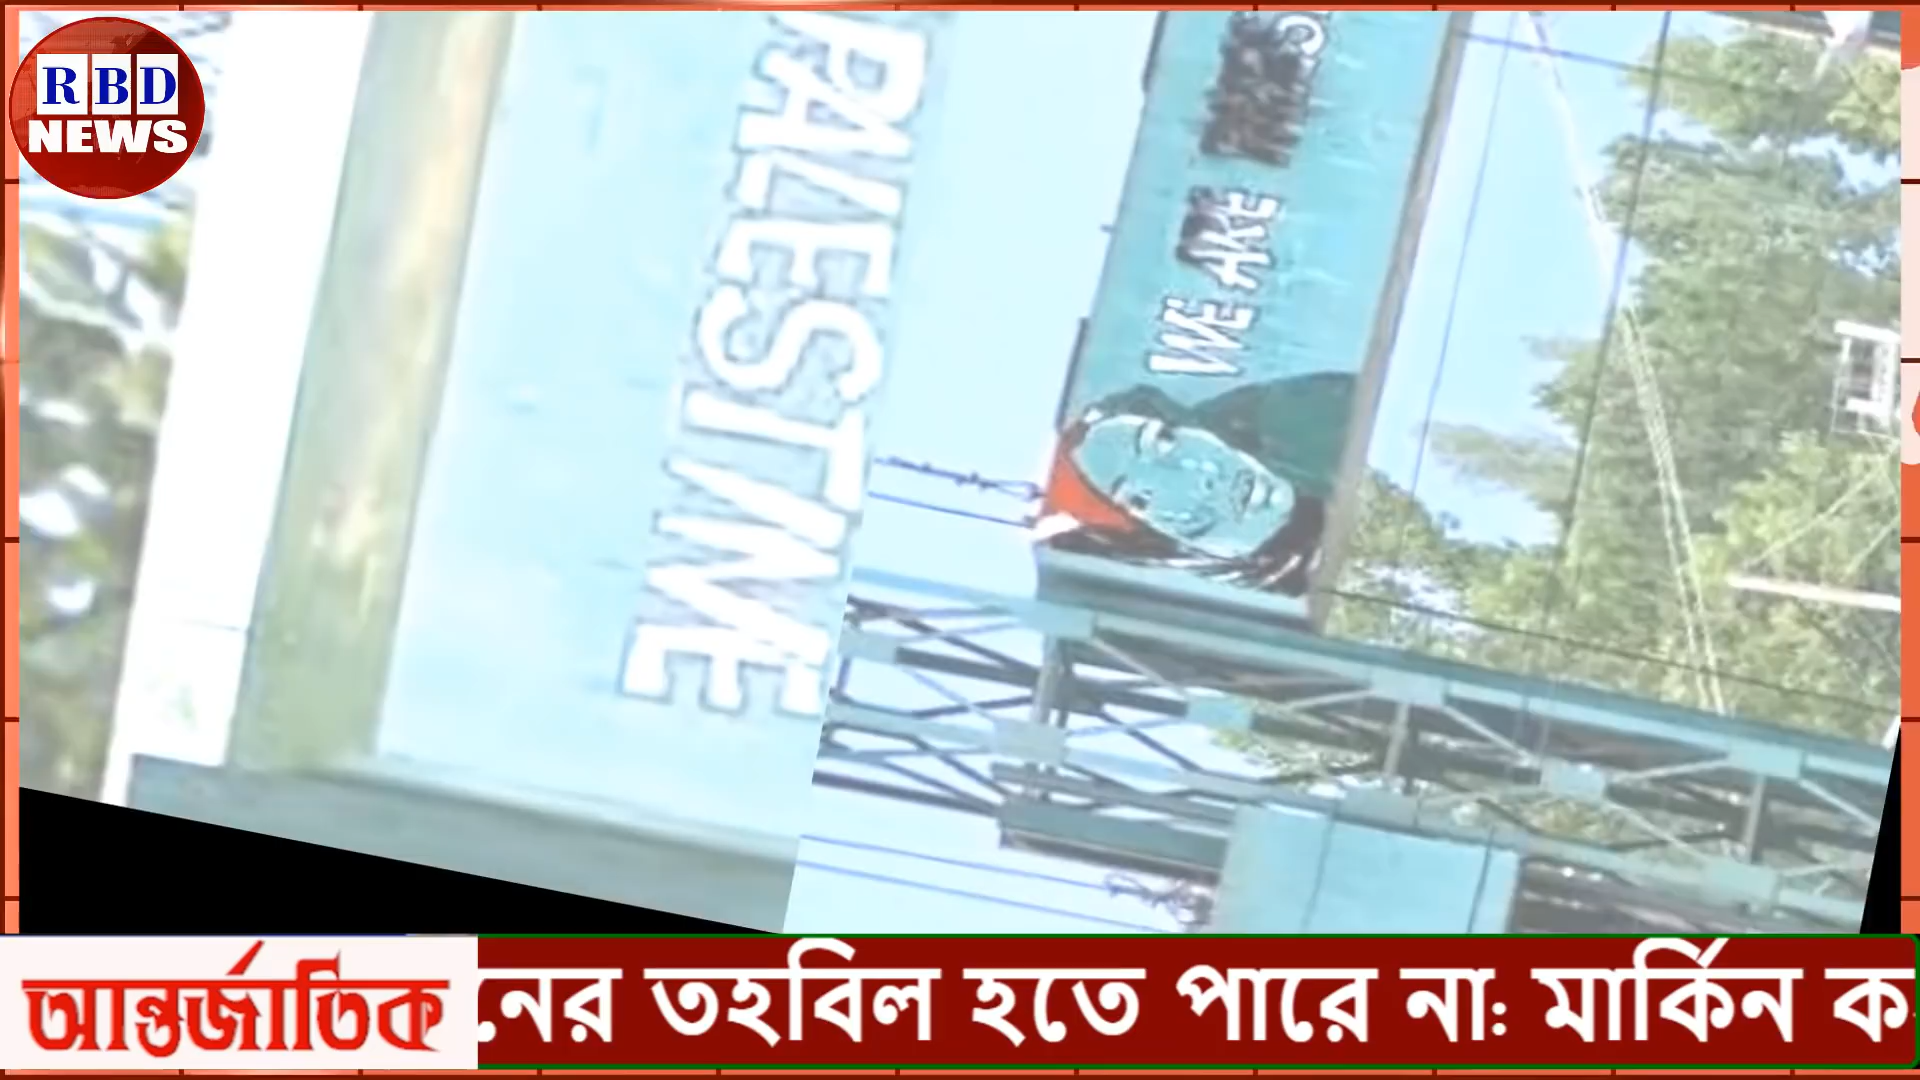 RBD
NEWS
PALESTINE
WE ARE
আন্তর্জাতিক
নের তহবিল হতে পারে না: মার্কিন ক